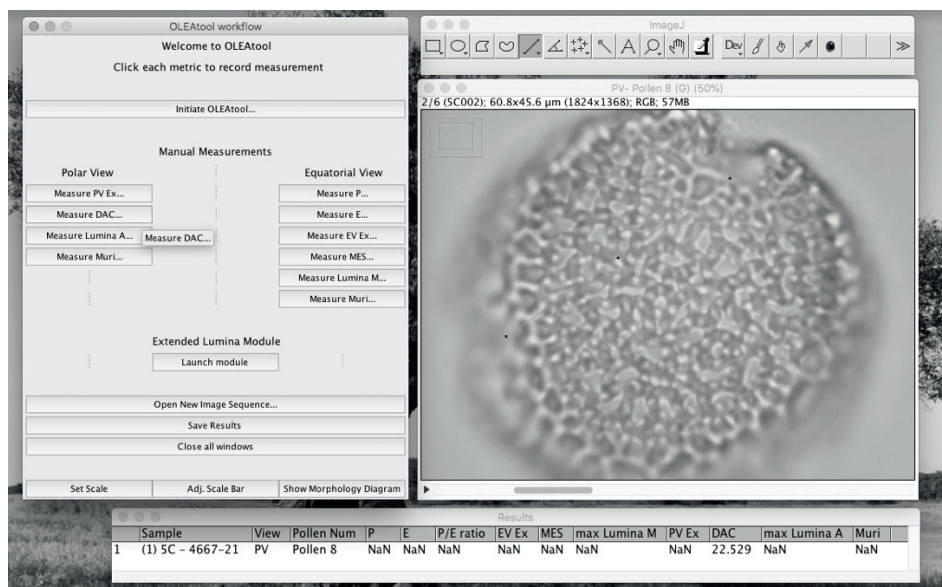 OLEAtool workflow
Welcome to OLEAtool
Click each metric to record measurement
Initiate OLEAtool...
Manual Measurements
Polar View
Equatorial View
Measure PV Ex...
Measure P...
Measure DAC...
Measure E...
Measure Lumina A...
Measure DAC...
Measure EV Ex...
Measure Muri...
Measure MES...
Measure Lumina M...
Measure Muri...
Extended Lumina Module
Launch module
Open New Image Sequence...
Save Results
Close all windows
Set Scale
Adj. Scale Bar
Show Morphology Diagram
ImageJ
A
Dev
>>
PV- Pollen 8 (G) (50%)
2/6 (SC002); 60.8x45.6 µm (1824x1368); RGB; 57MB
Results
Sample View Pollen Num P E P/E ratio EV Ex MES max Lumina M PV Ex DAC max Lumina A Muri
1 (1) 5C - 4667-21 PV Pollen 8 NaN NaN NaN NaN NaN NaN NaN 22.529 NaN NaN